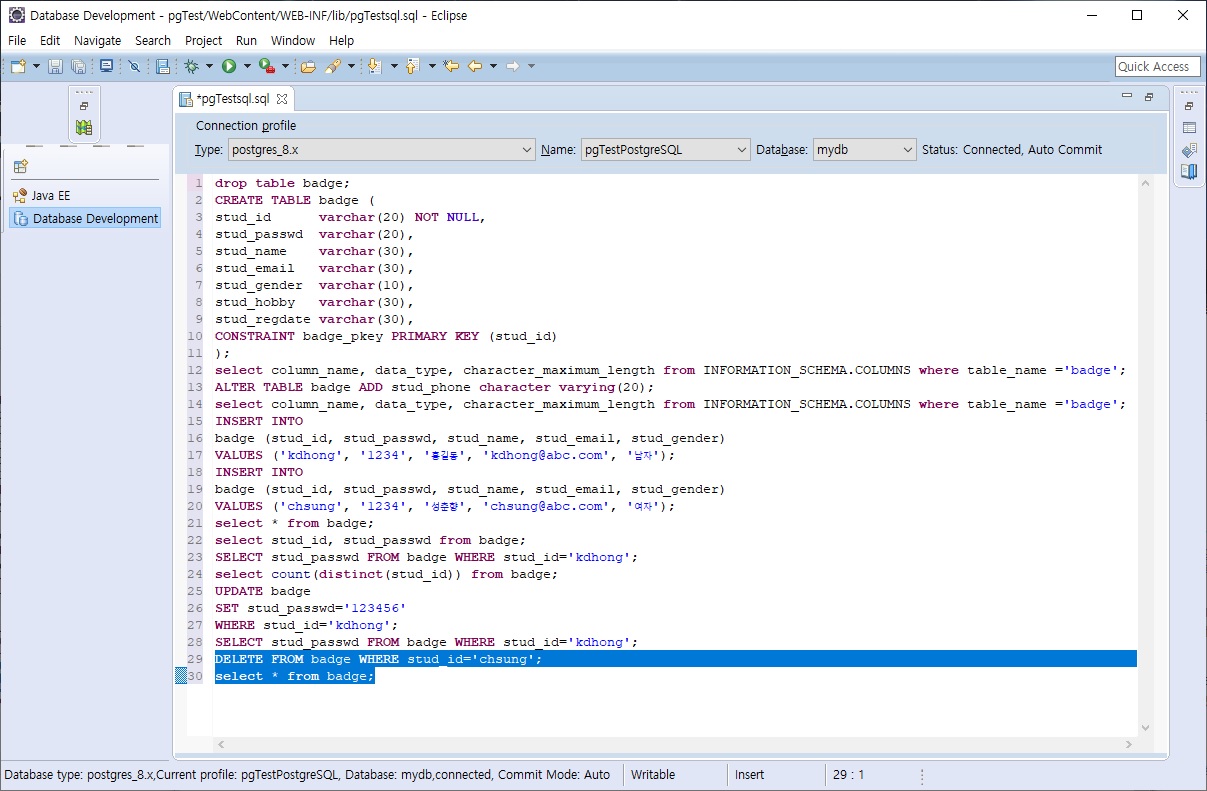 Database Development - pgTest/WebContent/WEB-INF/lib/pgTestsql.sql - Eclipse
File Edit Navigate Search Project Run Window Help
Quick Access
*pgTestsql.sql
Connection profile
Type: postgres_8.x Name: pgTestPostgreSQL Database: mydb Status: Connected, Auto Commit
Java EE
Database Development
1 drop table badge;
2 CREATE TABLE badge (
3 stud_id varchar(20) NOT NULL,
4 stud_passwd varchar(20),
5 stud_name varchar(30),
6 stud_email varchar(30),
7 stud_gender varchar(10),
8 stud_hobby varchar(30),
9 stud_regdate varchar(30),
10 CONSTRAINT badge_pkey PRIMARY KEY (stud_id)
11 );
12 select column_name, data_type, character_maximum_length from INFORMATION_SCHEMA.COLUMNS where table_name ='badge';
13 ALTER TABLE badge ADD stud_phone character varying(20);
14 select column_name, data_type, character_maximum_length from INFORMATION_SCHEMA.COLUMNS where table_name ='badge';
15 INSERT INTO
16 badge (stud_id, stud_passwd, stud_name, stud_email, stud_gender)
17 VALUES ('kdhong', '1234', '홍길동', 'kdhong@abc.com', '남자');
18 INSERT INTO
19 badge (stud_id, stud_passwd, stud_name, stud_email, stud_gender)
20 VALUES ('chsung', '1234', '성춘향', 'chsung@abc.com', '여자');
21 select * from badge;
22 select stud_id, stud_passwd from badge;
23 SELECT stud_passwd FROM badge WHERE stud_id='kdhong';
24 select count(distinct(stud_id)) from badge;
25 UPDATE badge
26 SET stud_passwd='123456'
27 WHERE stud_id='kdhong';
28 SELECT stud_passwd FROM badge WHERE stud_id='kdhong';
29 DELETE FROM badge WHERE stud_id='chsung';
30 select * from badge;
Database type: postgres_8.x,Current profile: pgTestPostgreSQL, Database: mydb,connected, Commit Mode: Auto Writable Insert 29 : 1